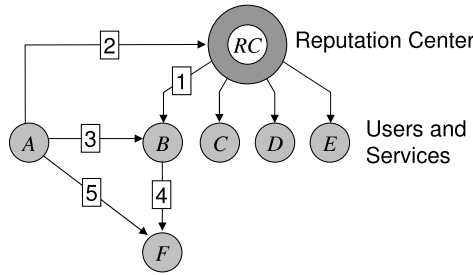 2
RC
Reputation Center
1
A
3
B
C
D
E
Users and
Services
5
4
F